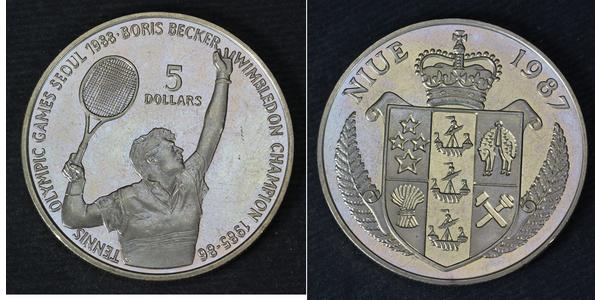 TENNIS OLYMPIC GAMES SEOUL 1988·BORIS BECKER WIMBLEDON CHAMPION 1985-86
5
DOLLARS
NIUE 1987